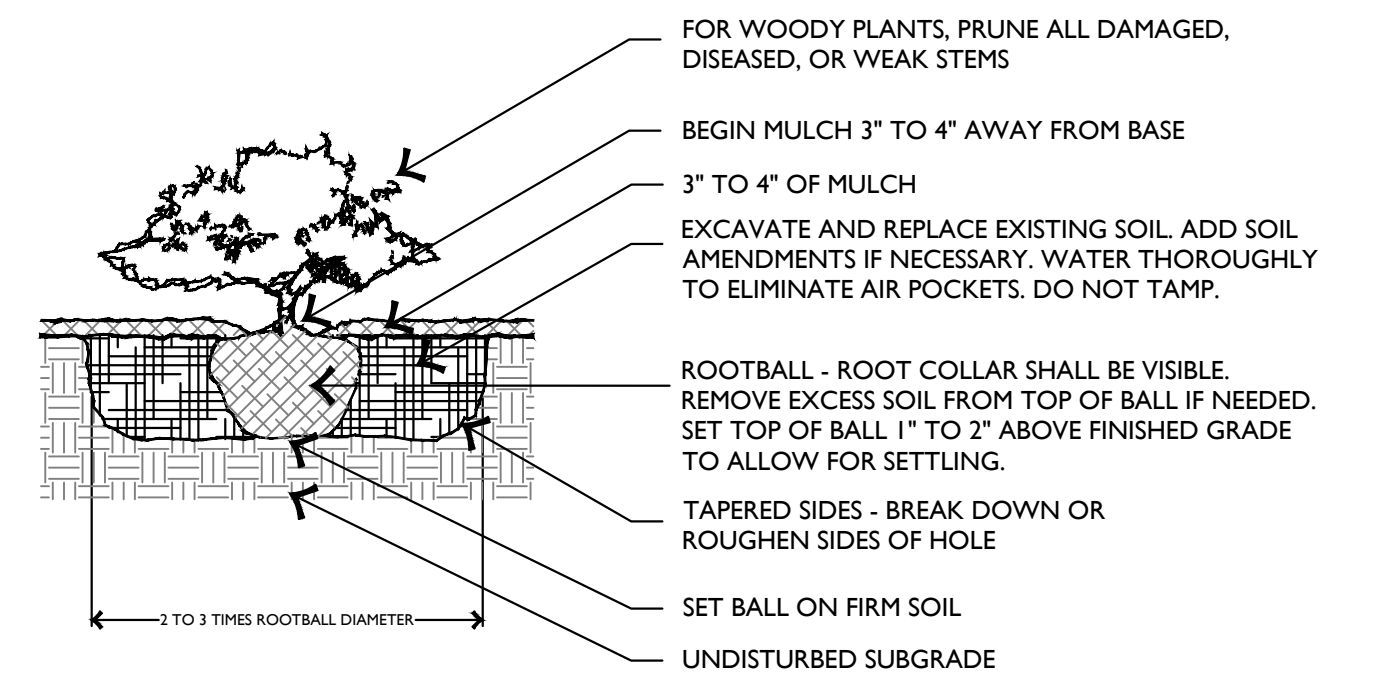 FOR WOODY PLANTS, PRUNE ALL DAMAGED,
DISEASED, OR WEAK STEMS
BEGIN MULCH 3" TO 4" AWAY FROM BASE
3" TO 4" OF MULCH
EXCAVATE AND REPLACE EXISTING SOIL. ADD SOIL
AMENDMENTS IF NECESSARY. WATER THOROUGHLY
TO ELIMINATE AIR POCKETS. DO NOT TAMP.
ROOTBALL - ROOT COLLAR SHALL BE VISIBLE.
REMOVE EXCESS SOIL FROM TOP OF BALL IF NEEDED.
SET TOP OF BALL 1" TO 2" ABOVE FINISHED GRADE
TO ALLOW FOR SETTLING.
TAPERED SIDES - BREAK DOWN OR
ROUGHEN SIDES OF HOLE
SET BALL ON FIRM SOIL
2 TO 3 TIMES ROOTBALL DIAMETER
UNDISTURBED SUBGRADE